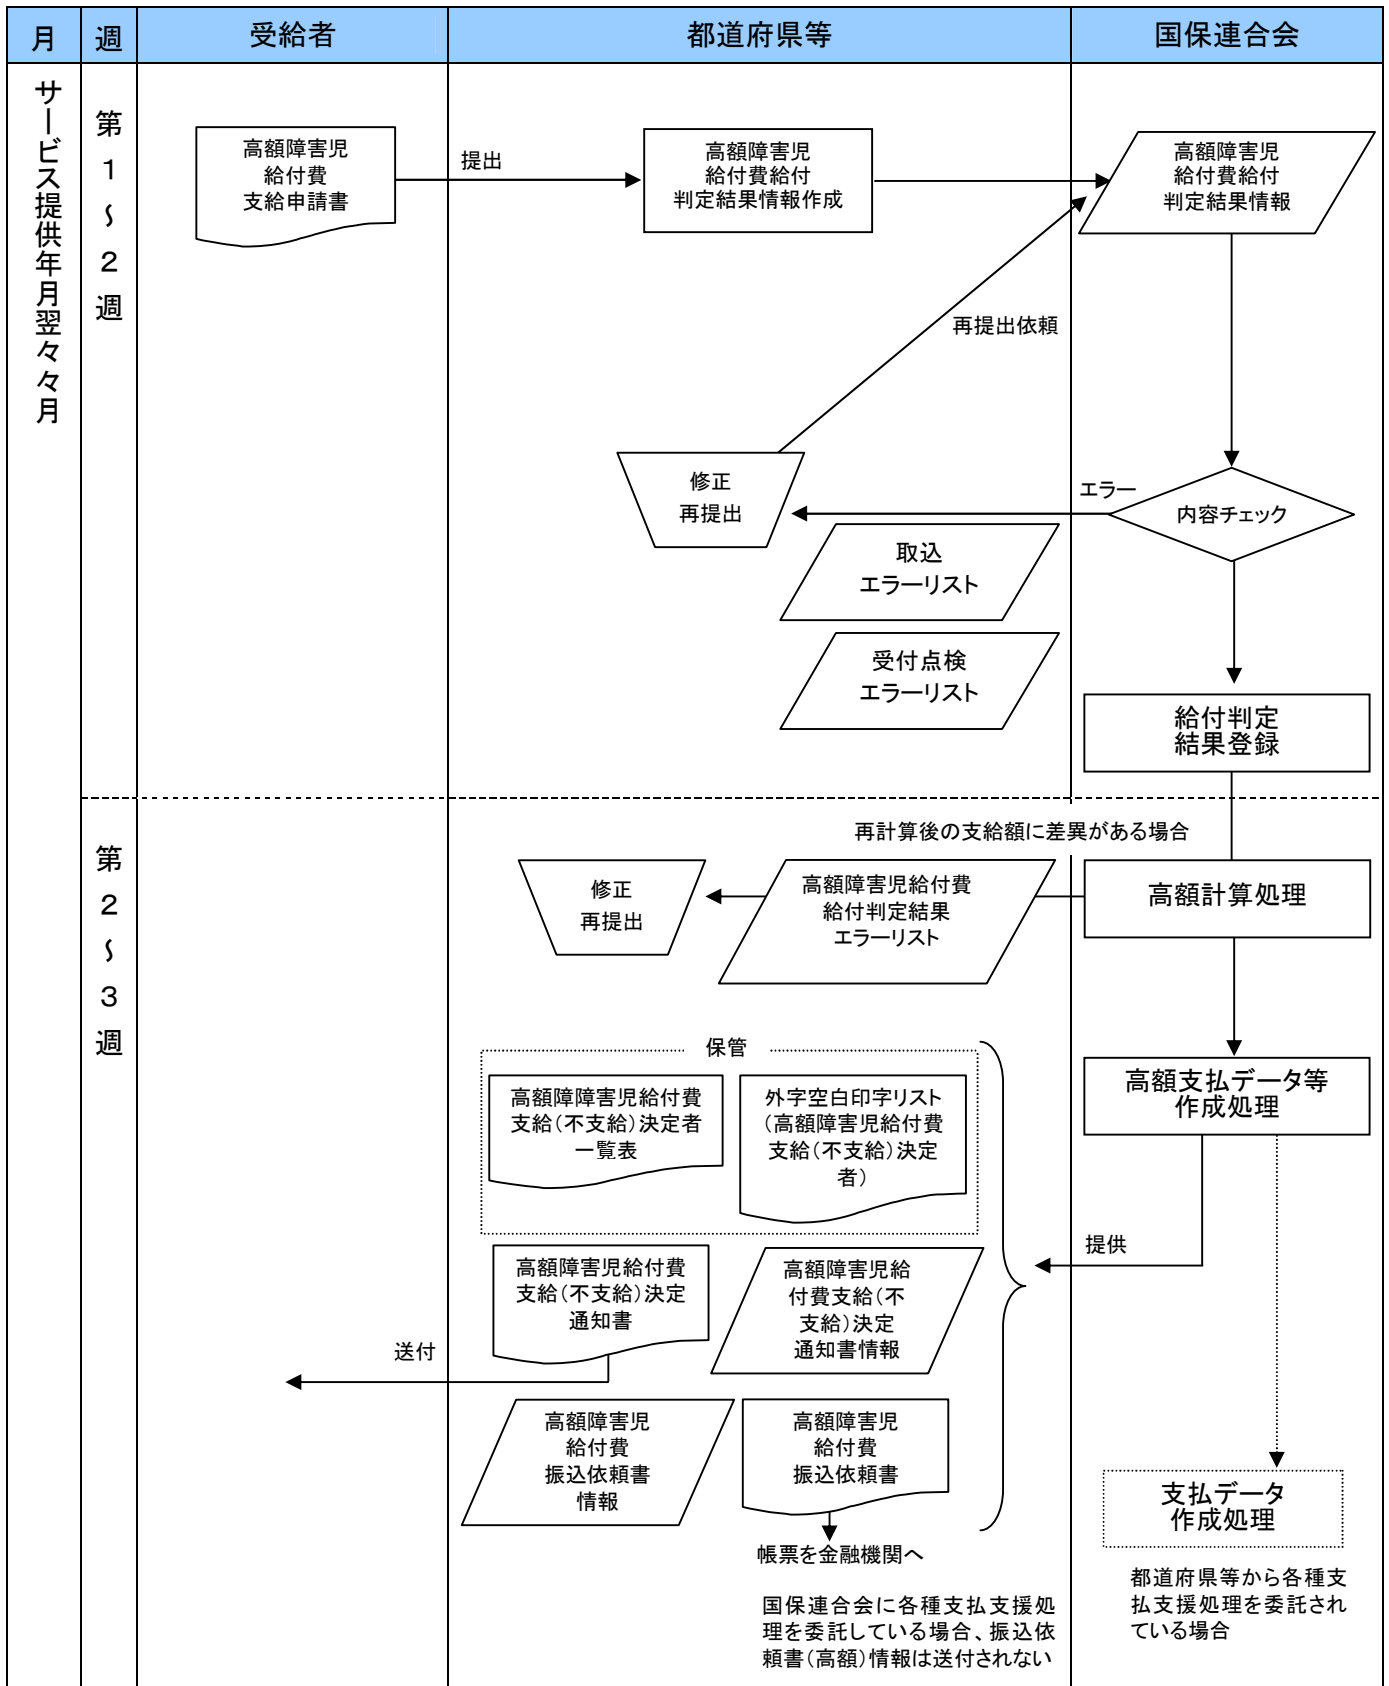 月
週
受給者
都道府県等
国保連合会
サービス提供年月翌々々月
第1～2週
高額障害児
給付費
支給申請書
提出
高額障害児
給付費給付
判定結果情報作成
高額障害児
給付費給付
判定結果情報
再提出依頼
修正
再提出
エラー
内容チェック
取込
エラーリスト
受付点検
エラーリスト
給付判定
結果登録
第2～3週
再計算後の支給額に差異がある場合
修正
再提出
高額障害児給付費
給付判定結果
エラーリスト
高額計算処理
保管
高額障障害児給付費
支給（不支給）決定者
一覧表
外字空白印字リスト
（高額障害児給付費
支給（不支給）決定
者）
高額支払データ等
作成処理
提供
高額障害児給付費
支給（不支給）決定
通知書
高額障害児給
付費支給（不
支給）決定
通知書情報
送付
高額障害児
給付費
振込依頼書
情報
高額障害児
給付費
振込依頼書
支払データ
作成処理
帳票を金融機関へ
国保連合会に各種支払支援処
理を委託している場合、振込依
頼書（高額）情報は送付されない
都道府県等から各種支
払支援処理を委託され
ている場合